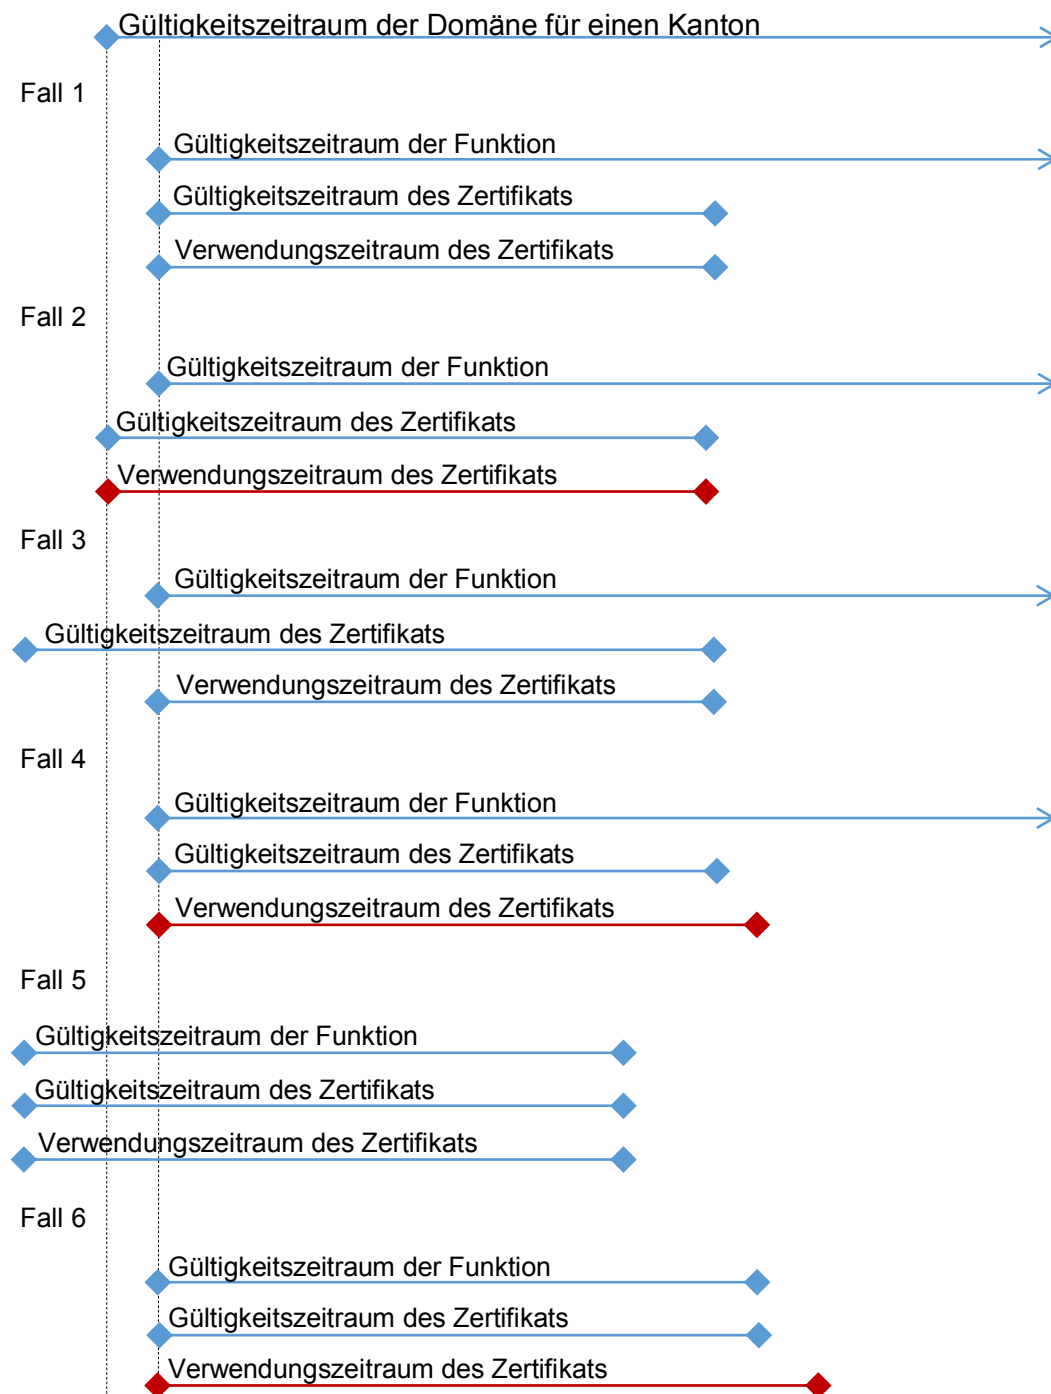 Gültigkeitszeitraum der Domäne für einen Kanton
Fall 1
Gültigkeitszeitraum der Funktion
Gültigkeitszeitraum des Zertifikats
Verwendungszeitraum des Zertifikats
Fall 2
Gültigkeitszeitraum der Funktion
Gültigkeitszeitraum des Zertifikats
Verwendungszeitraum des Zertifikats
Fall 3
Gültigkeitszeitraum der Funktion
Gültigkeitszeitraum des Zertifikats
Verwendungszeitraum des Zertifikats
Fall 4
Gültigkeitszeitraum der Funktion
Gültigkeitszeitraum des Zertifikats
Verwendungszeitraum des Zertifikats
Fall 5
Gültigkeitszeitraum der Funktion
Gültigkeitszeitraum des Zertifikats
Verwendungszeitraum des Zertifikats
Fall 6
Gültigkeitszeitraum der Funktion
Gültigkeitszeitraum des Zertifikats
Verwendungszeitraum des Zertifikats